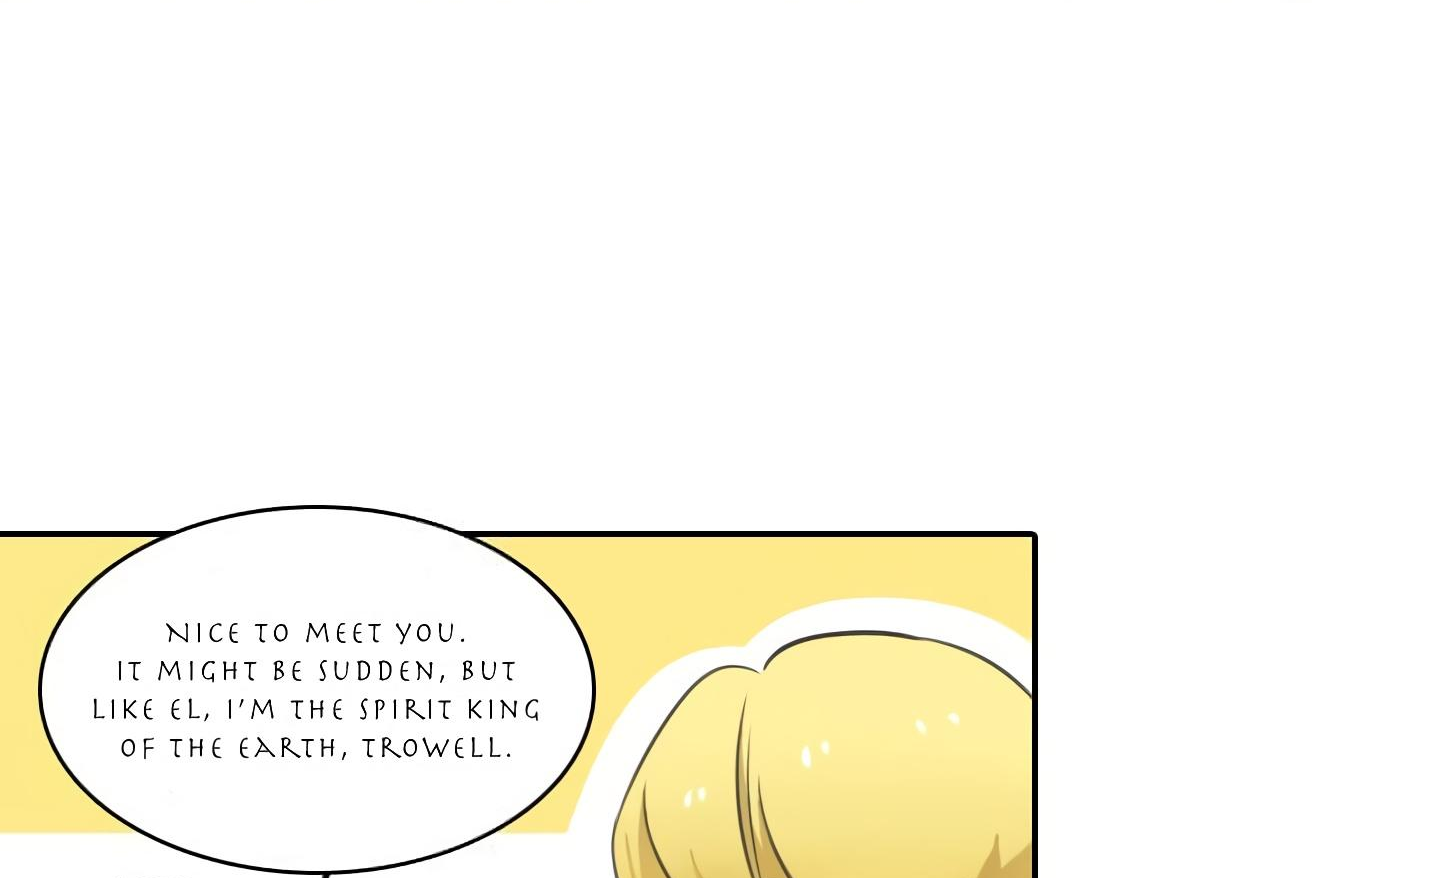 NICE TO MEET YOU.
IT MIGHT BE SUDDEN, BUT
LIKE EL, I'M THE SPIRIT KING
OF THE EARTH, TROWELL.